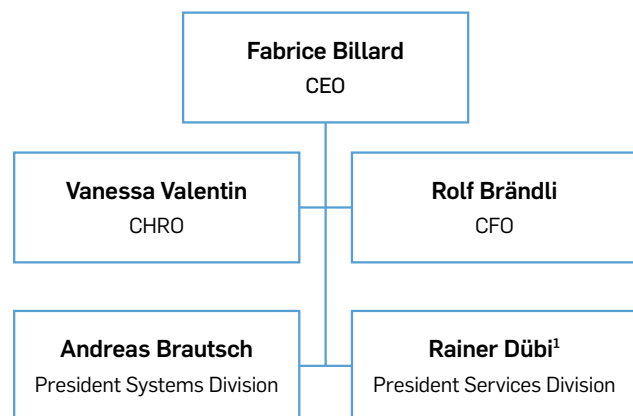 Fabrice Billard
CEO
Vanessa Valentin
CHRO
Rolf Brändli
CFO
Andreas Brautsch
President Systems Division
Rainer Dübi¹
President Services Division